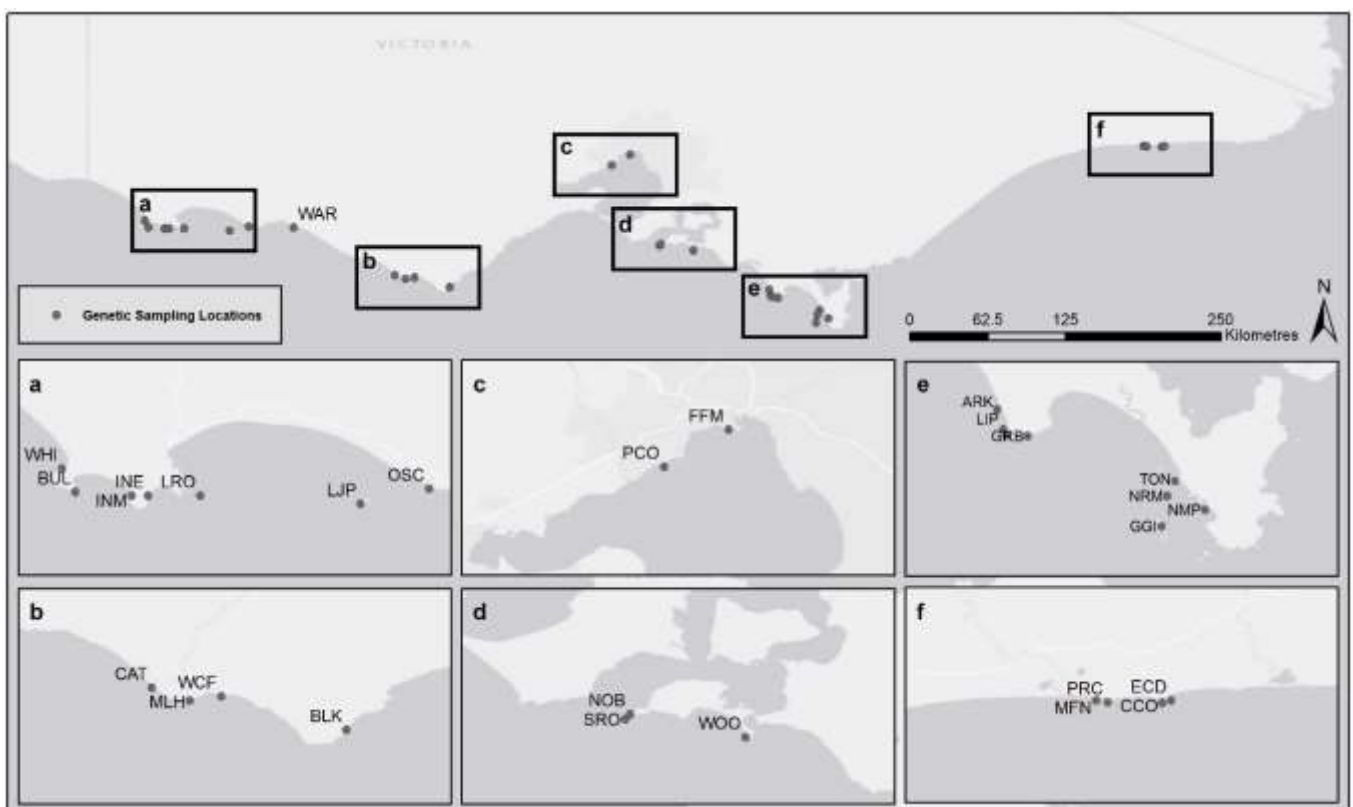 VICTORIA
f
c
a
WAR
d
b
e
N
Genetic Sampling Locations
0 62.5 125 250
Kilometres
a
WHI
BUL
INE
INM
LRO
LJP
OSC
c
FFM
PCO
e
ARK
LIP
GRB
TON
NRM
NMP
GGI
b
CAT
MLH
WCF
BLK
d
NOB
SRO
WOO
f
PRC
MFN
ECD
CCO